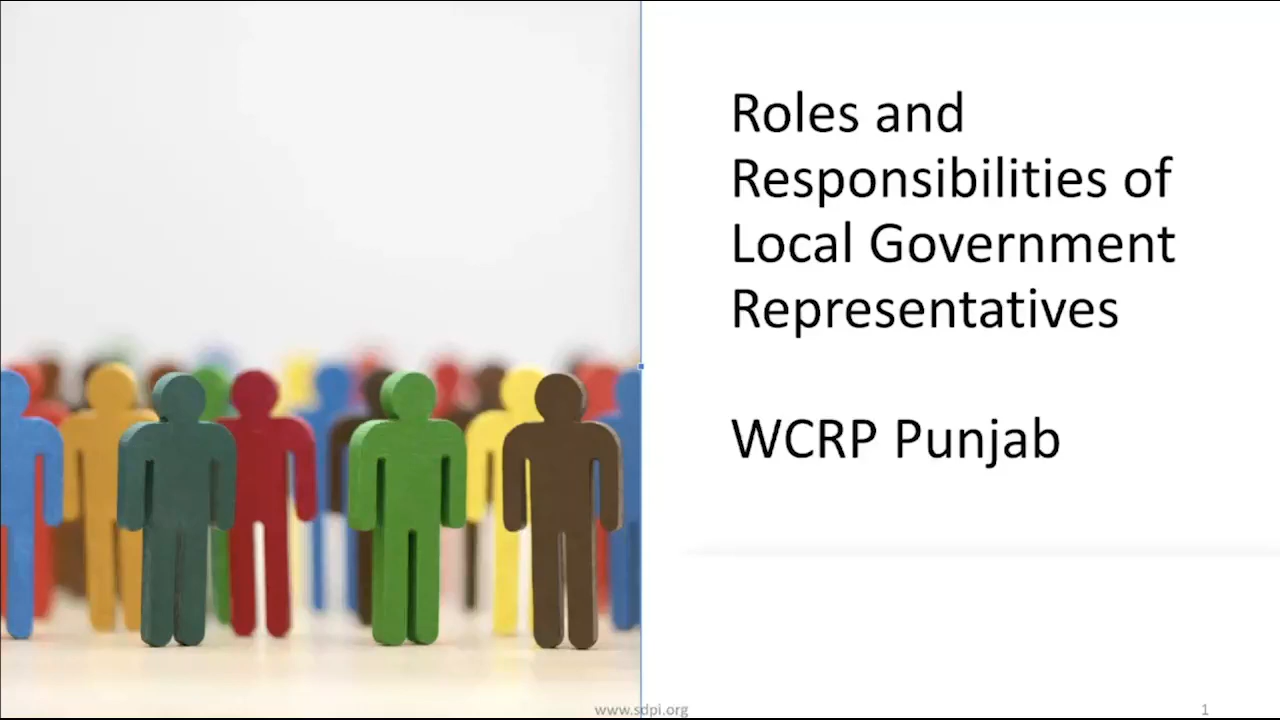 Roles and
Responsibilities of
Local Government
Representatives
WCRP Punjab
www.sdpi.org
1